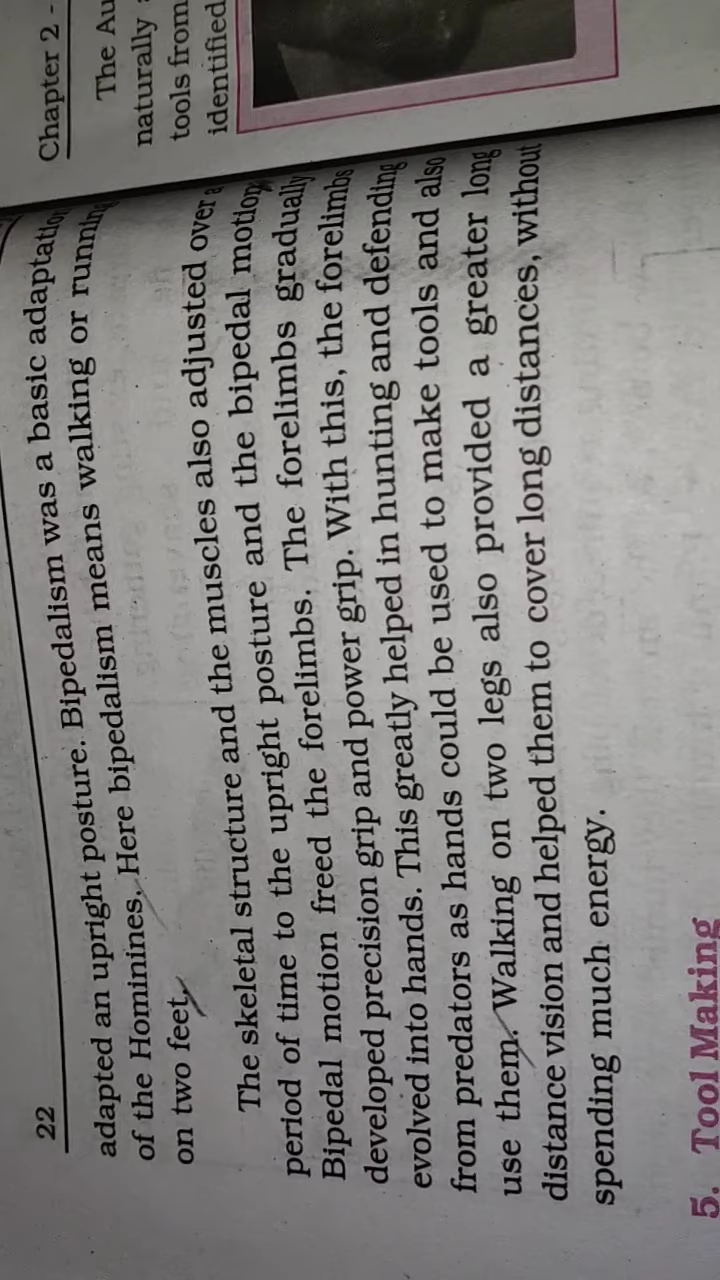 22
adapted an upright posture. Bipedalism was a basic adaptation
of the Hominines. Here bipedalism means walking or running
on two feet.
The skeletal structure and the muscles also adjusted over a
period of time to the upright posture and the bipedal motion.
Bipedal motion freed the forelimbs. The forelimbs gradually
developed precision grip and power grip. With this, the forelimbs
evolved into hands. This greatly helped in hunting and defending
from predators as hands could be used to make tools and also
use them. Walking on two legs also provided a greater long
distance vision and helped them to cover long distances, without
spending much energy.
5. Tool Making
Chapter 2 -
The Au
naturally
tools from
identified